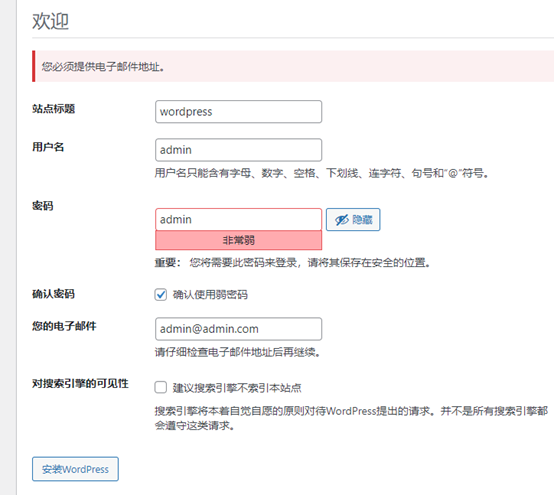 欢迎
您必须提供电子邮件地址。
站点标题
wordpress
用户名
admin
用户名只能含有字母、数字、空格、下划线、连字符、句号和“@”符号。
密码
admin
隐藏
非常弱
重要： 您将需要此密码来登录，请将其保存在安全的位置。
确认密码
确认使用弱密码
您的电子邮件
admin@admin.com
请仔细检查电子邮件地址后再继续。
对搜索引擎的可见性
建议搜索引擎不索引本站点
搜索引擎将本着自觉自愿的原则对待WordPress提出的请求。并不是所有搜索引擎都
会遵守这类请求。
安装WordPress